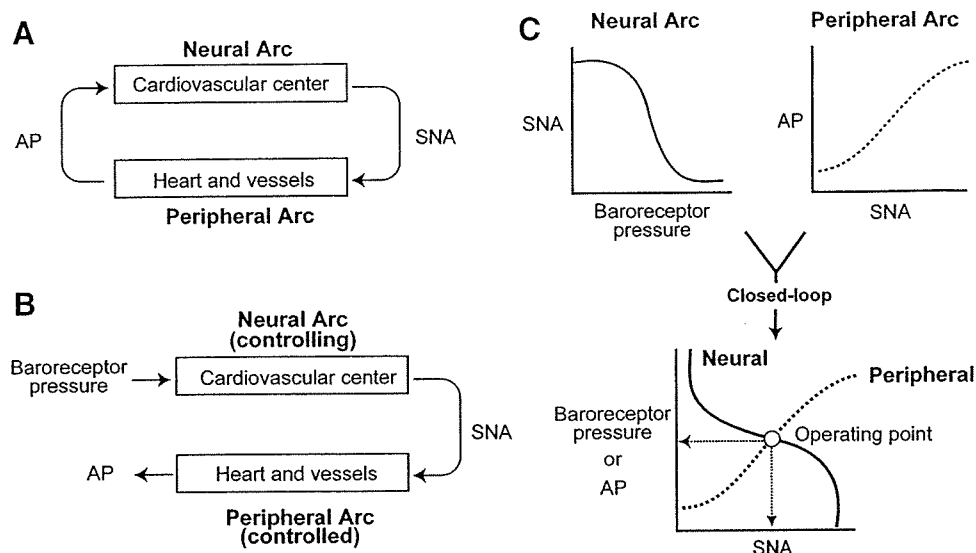 A
Neural Arc
Cardiovascular center
AP
SNA
Heart and vessels
Peripheral Arc
B
Neural Arc
(controlling)
Baroreceptor
pressure
Cardiovascular center
SNA
AP
Heart and vessels
Peripheral Arc
(controlled)
C
Neural Arc
SNA
Baroreceptor
pressure
Peripheral Arc
AP
SNA
Closed-loop
Neural
Peripheral
Baroreceptor
pressure
or
AP
Operating point
SNA